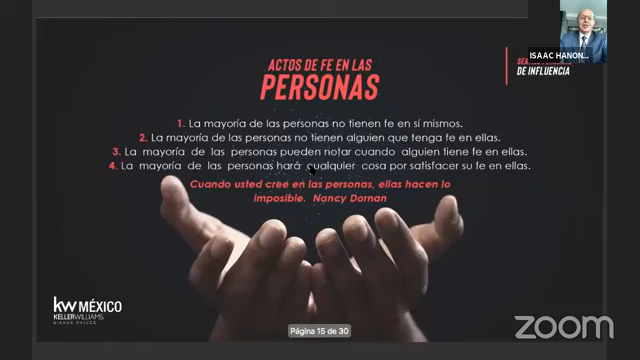 ISAAC HANON...
DE INFLUENCIA
ACTOS DE FE EN LAS
PERSONAS
1. La mayoría de las personas no tienen fe en sí mismos.
2. La mayoría de las personas no tienen alguien que tenga fe en ellas.
3. La mayoría de las personas pueden notar cuando alguien tiene fe en ellas.
4. La mayoría de las personas hará cualquier cosa por satisfacer su fe en ellas.
Cuando usted cree en las personas, ellas hacen lo
imposible. Nancy Dornan
kw MÉXICO
KELLERWILLIAMS
BIENES RAÍCES
Página 15 de 30
zoom